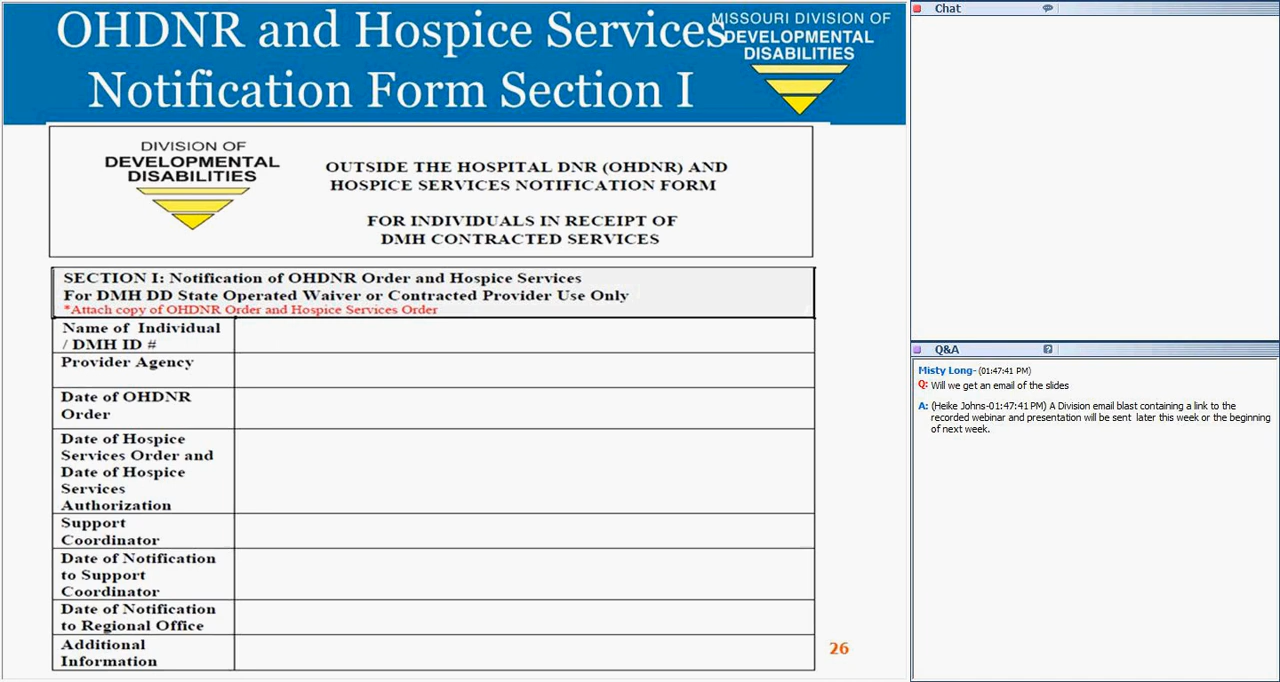 OHDNR and Hospice Services
Notification Form Section I
MISSOURI DIVISION OF
DEVELOPMENTAL
DISABILITIES
DIVISION OF
DEVELOPMENTAL
DISABILITIES
OUTSIDE THE HOSPITAL DNR (OHDNR) AND
HOSPICE SERVICES NOTIFICATION FORM
FOR INDIVIDUALS IN RECEIPT OF
DMH CONTRACTED SERVICES
SECTION I: Notification of OHDNR Order and Hospice Services
For DMH DD State Operated Waiver or Contracted Provider Use Only
*Attach copy of OHDNR Order and Hospice Services Order
Name of Individual
/ DMH ID #
Provider Agency
Date of OHDNR
Order
Date of Hospice
Services Order and
Date of Hospice
Services
Authorization
Support
Coordinator
Date of Notification
to Support
Coordinator
Date of Notification
to Regional Office
Additional
Information
26
Chat
Q&A
Misty Long- (01:47:41 PM)
Q: Will we get an email of the slides
A: (Heike Johns-01:47:41 PM) A Division email blast containing a link to the
recorded webinar and presentation will be sent later this week or the beginning
of next week.